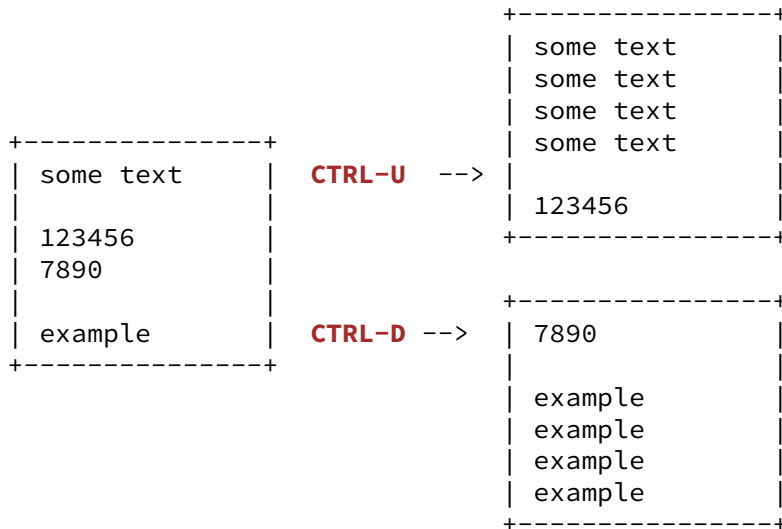 +----------------+
                                       | some text      |
                                       | some text      |
                                       | some text      |
                                       | some text      |
+---------------+                      |                |
| some text     |  CTRL-U  -->         | 123456         |
|               |                      +----------------+
| 123456        |
| 7890          |
|               |                      +----------------+
| example       |  CTRL-D -->          | 7890           |
+---------------+                      |                |
                                       | example        |
                                       | example        |
                                       | example        |
                                       | example        |
                                       +----------------+